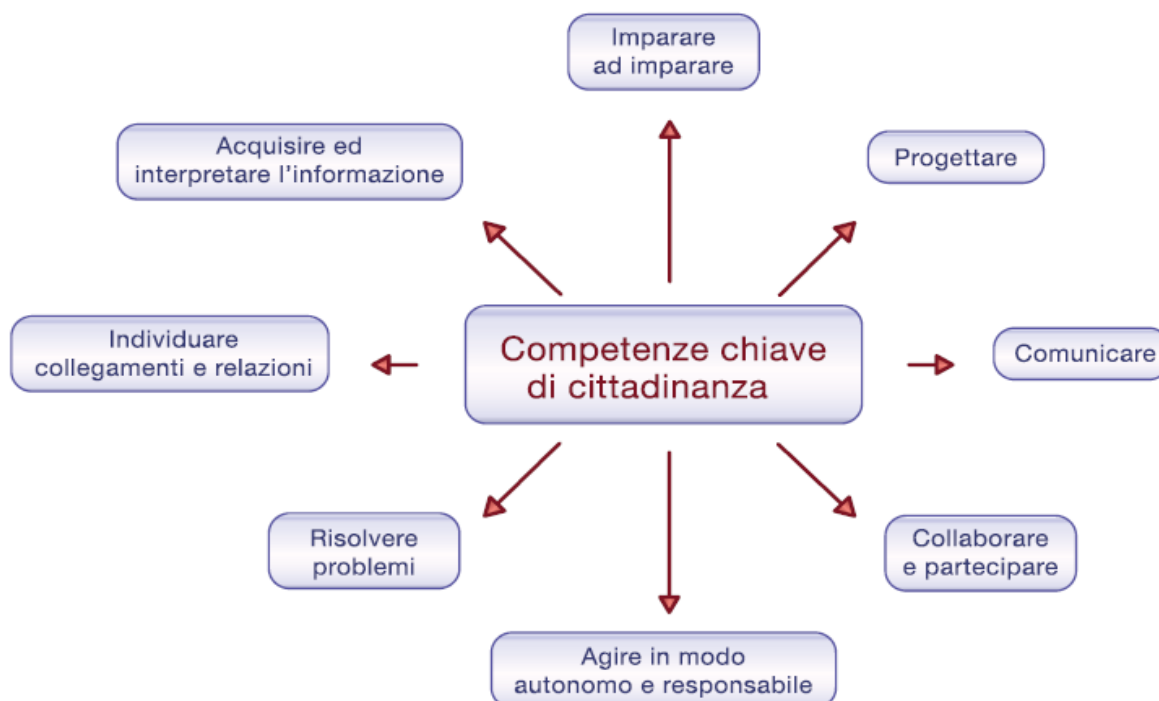 Imparare
ad imparare
Acquisire ed
interpretare l'informazione
Progettare
Individuare
collegamenti e relazioni
Competenze chiave
di cittadinanza
Comunicare
Risolvere
problemi
Collaborare
e partecipare
Agire in modo
autonomo e responsabile